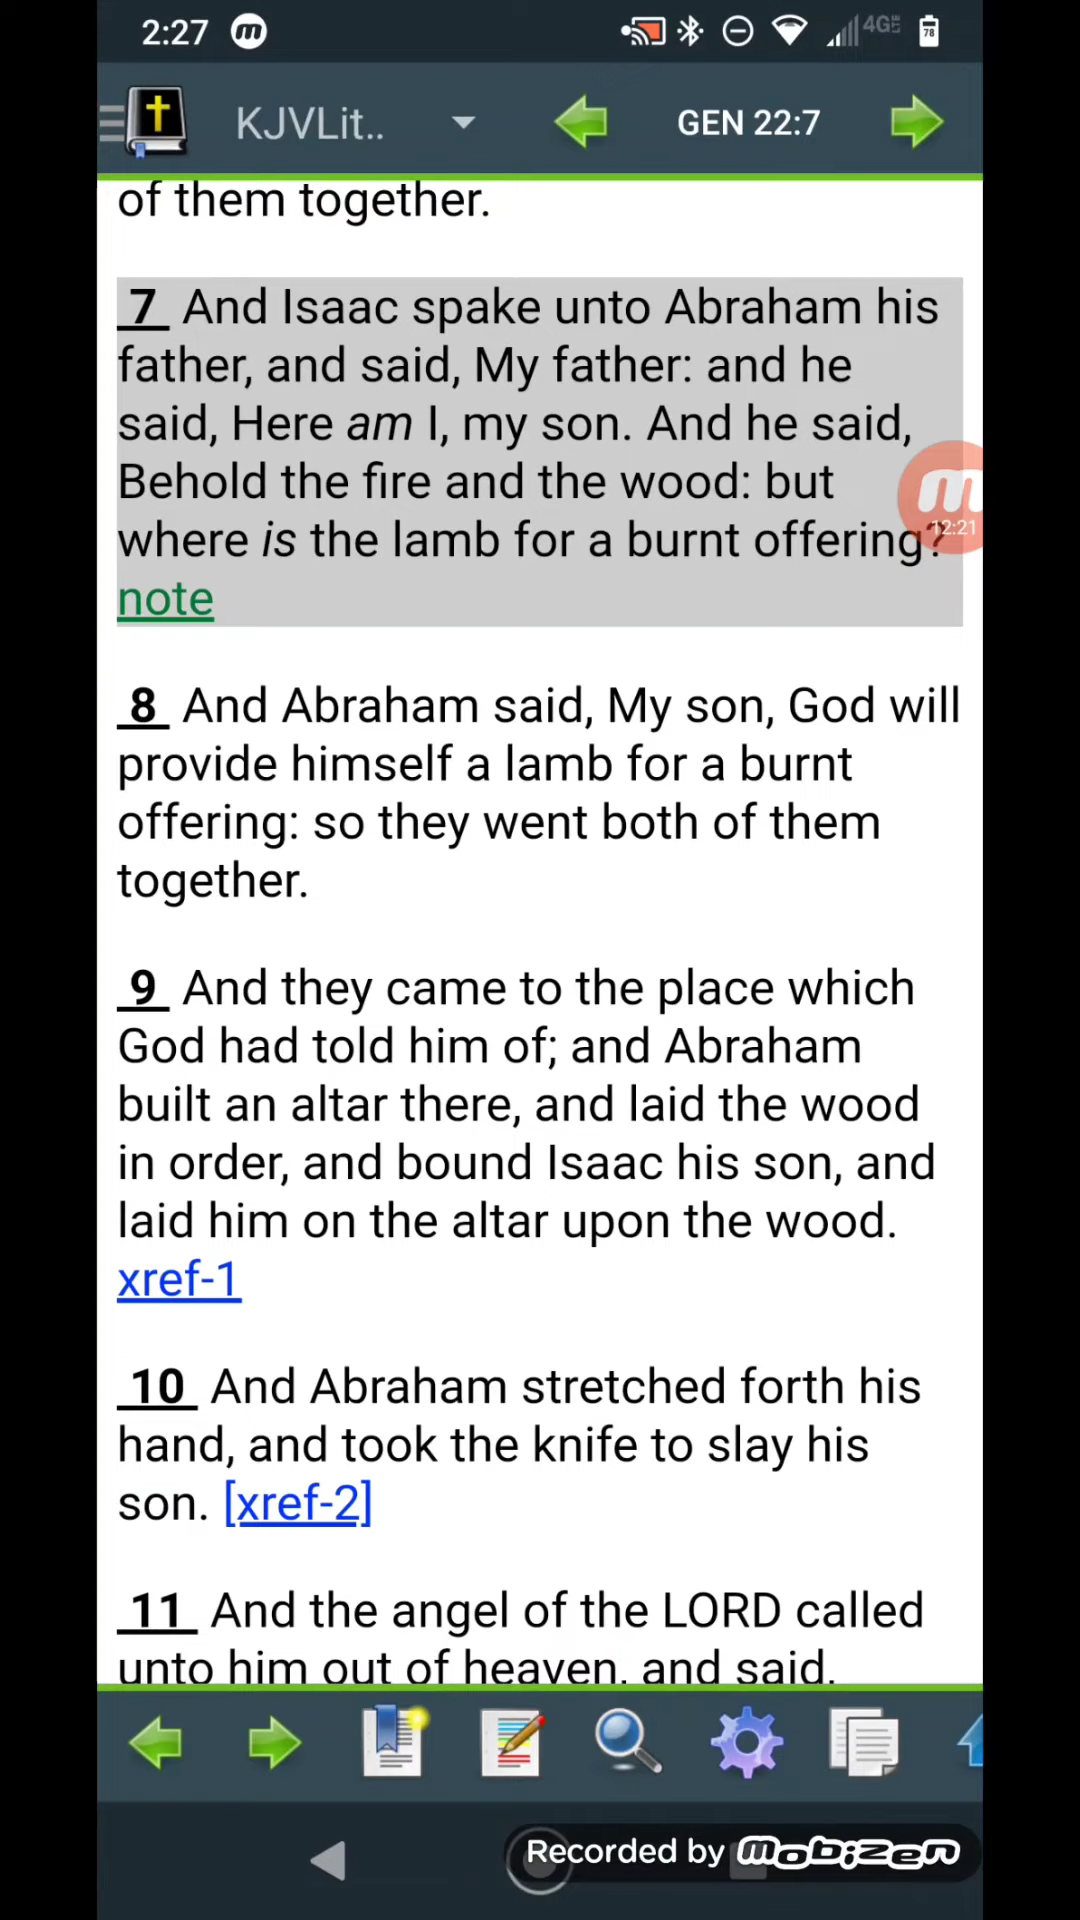 2:27 m 4G LTE 78
KJVLit.. GEN 22:7
of them together.
7 And Isaac spake unto Abraham his
father, and said, My father: and he
said, Here am I, my son. And he said,
Behold the fire and the wood: but
where is the lamb for a burnt offering?
note
m
12:21
8 And Abraham said, My son, God will
provide himself a lamb for a burnt
offering: so they went both of them
together.
9 And they came to the place which
God had told him of; and Abraham
built an altar there, and laid the wood
in order, and bound Isaac his son, and
laid him on the altar upon the wood.
xref-1
10 And Abraham stretched forth his
hand, and took the knife to slay his
son. [xref-2]
11 And the angel of the LORD called
unto him out of heaven, and said,
Recorded by mobizen